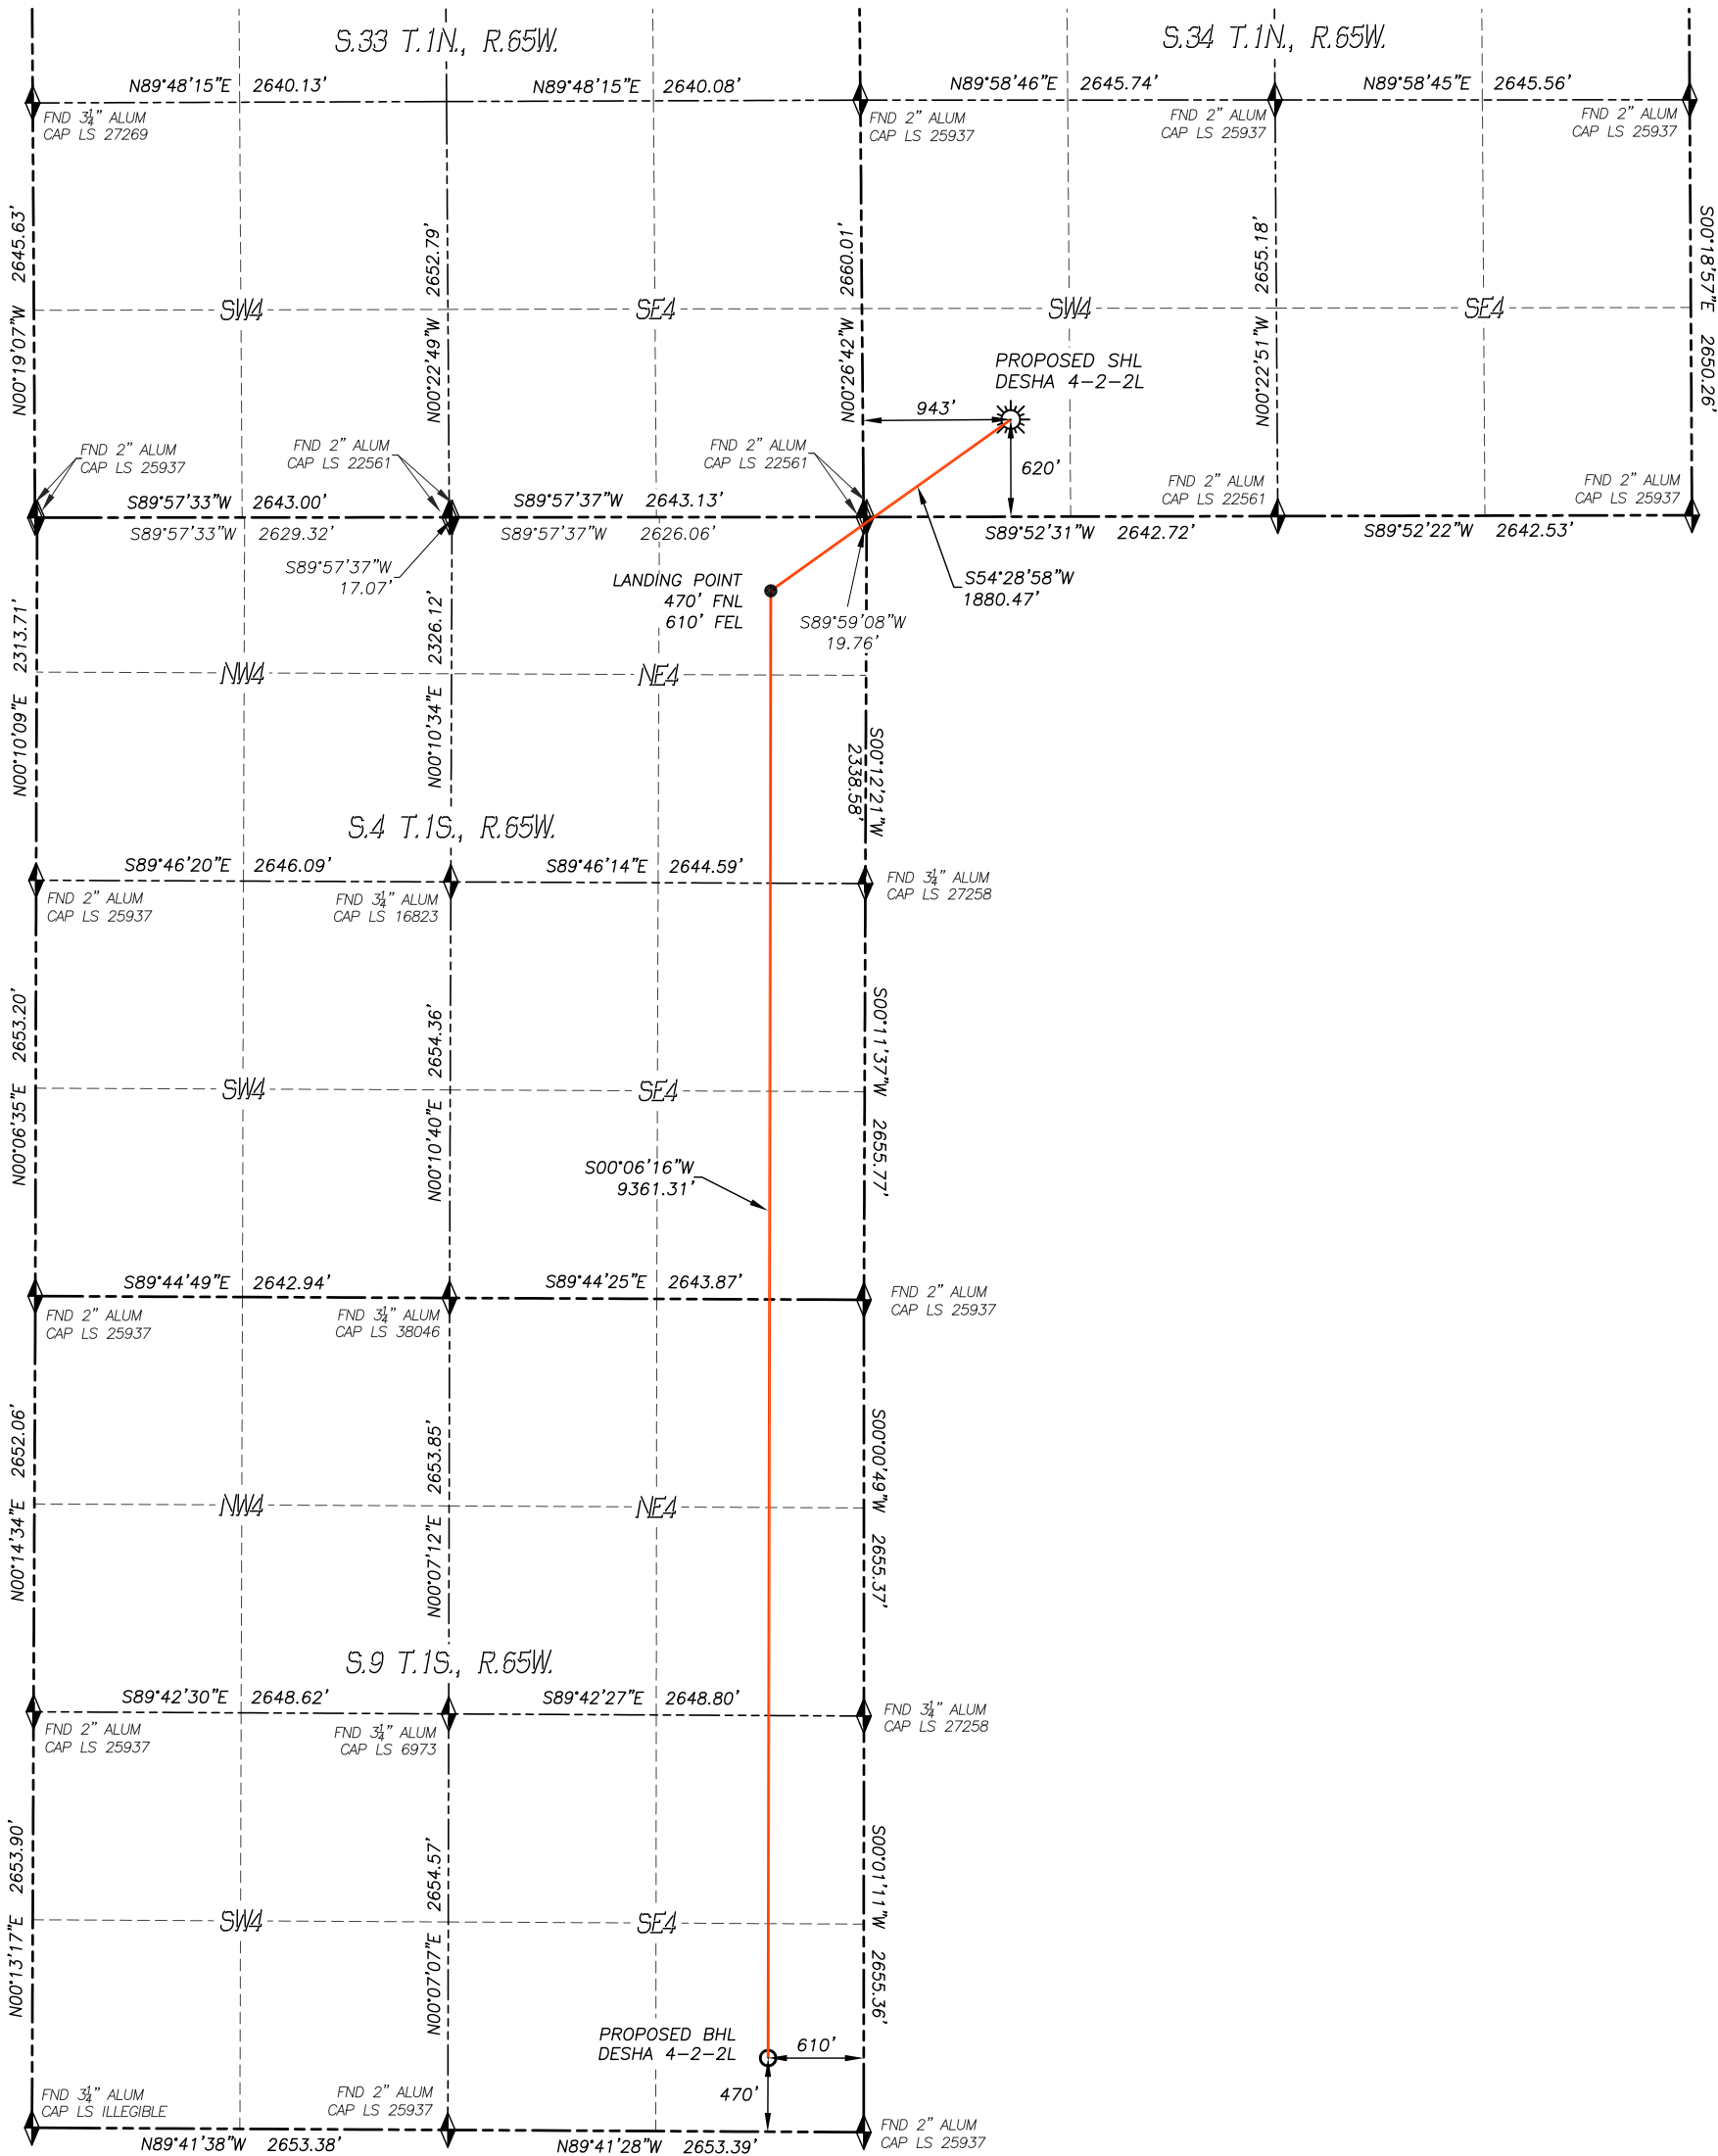 S.33 T.1N., R.65W.
S.34 T.1N., R.65W.
N89°48'15"E 2640.13'
N89°48'15"E 2640.08'
N89°58'46"E 2645.74'
N89°58'45"E 2645.56'
FND 3¼" ALUM
CAP LS 27269
FND 2" ALUM
CAP LS 25937
FND 2" ALUM
CAP LS 25937
FND 2" ALUM
CAP LS 25937
N00°19'07"W 2645.63'
N00°22'49"W 2652.79'
N00°26'42"W 2660.01'
N00°22'51"W 2655.18'
S00°18'57"E 2650.26'
SW4
SE4
SW4
SE4
PROPOSED SHL
DESHA 4-2-2L
943'
620'
FND 2" ALUM
CAP LS 25937
FND 2" ALUM
CAP LS 22561
FND 2" ALUM
CAP LS 22561
FND 2" ALUM
CAP LS 22561
FND 2" ALUM
CAP LS 25937
S89°57'33"W 2643.00'
S89°57'37"W 2643.13'
S89°57'33"W 2629.32'
S89°57'37"W 2626.06'
S89°52'31"W 2642.72'
S89°52'22"W 2642.53'
S89°57'37"W
17.07'
LANDING POINT
470' FNL
610' FEL
S89°59'08"W
19.76'
S54°28'58"W
1880.47'
N00°10'09"E 2313.71'
N00°10'34"E 2326.12'
S00°12'21"W
2338.58'
NW4
NE4
S.4 T.1S., R.65W.
S89°46'20"E 2646.09'
S89°46'14"E 2644.59'
FND 2" ALUM
CAP LS 25937
FND 3¼" ALUM
CAP LS 16823
FND 3¼" ALUM
CAP LS 27258
N00°06'35"E 2653.20'
N00°10'40"E 2654.36'
S00°11'37"W 2655.77'
SW4
SE4
S00°06'16"W
9361.31'
S89°44'49"E 2642.94'
S89°44'25"E 2643.87'
FND 2" ALUM
CAP LS 25937
FND 3¼" ALUM
CAP LS 38046
FND 2" ALUM
CAP LS 25937
N00°14'34"E 2652.06'
N00°07'12"E 2653.85'
S00°00'49"W 2655.37'
NW4
NE4
S.9 T.1S., R.65W.
S89°42'30"E 2648.62'
S89°42'27"E 2648.80'
FND 2" ALUM
CAP LS 25937
FND 3¼" ALUM
CAP LS 6973
FND 3¼" ALUM
CAP LS 27258
N00°13'17"E 2653.90'
N00°07'07"E 2654.57'
S00°01'11"W 2655.36'
SW4
SE4
PROPOSED BHL
DESHA 4-2-2L
610'
470'
FND 3¼" ALUM
CAP LS ILLEGIBLE
FND 2" ALUM
CAP LS 25937
FND 2" ALUM
CAP LS 25937
N89°41'38"W 2653.38'
N89°41'28"W 2653.39'